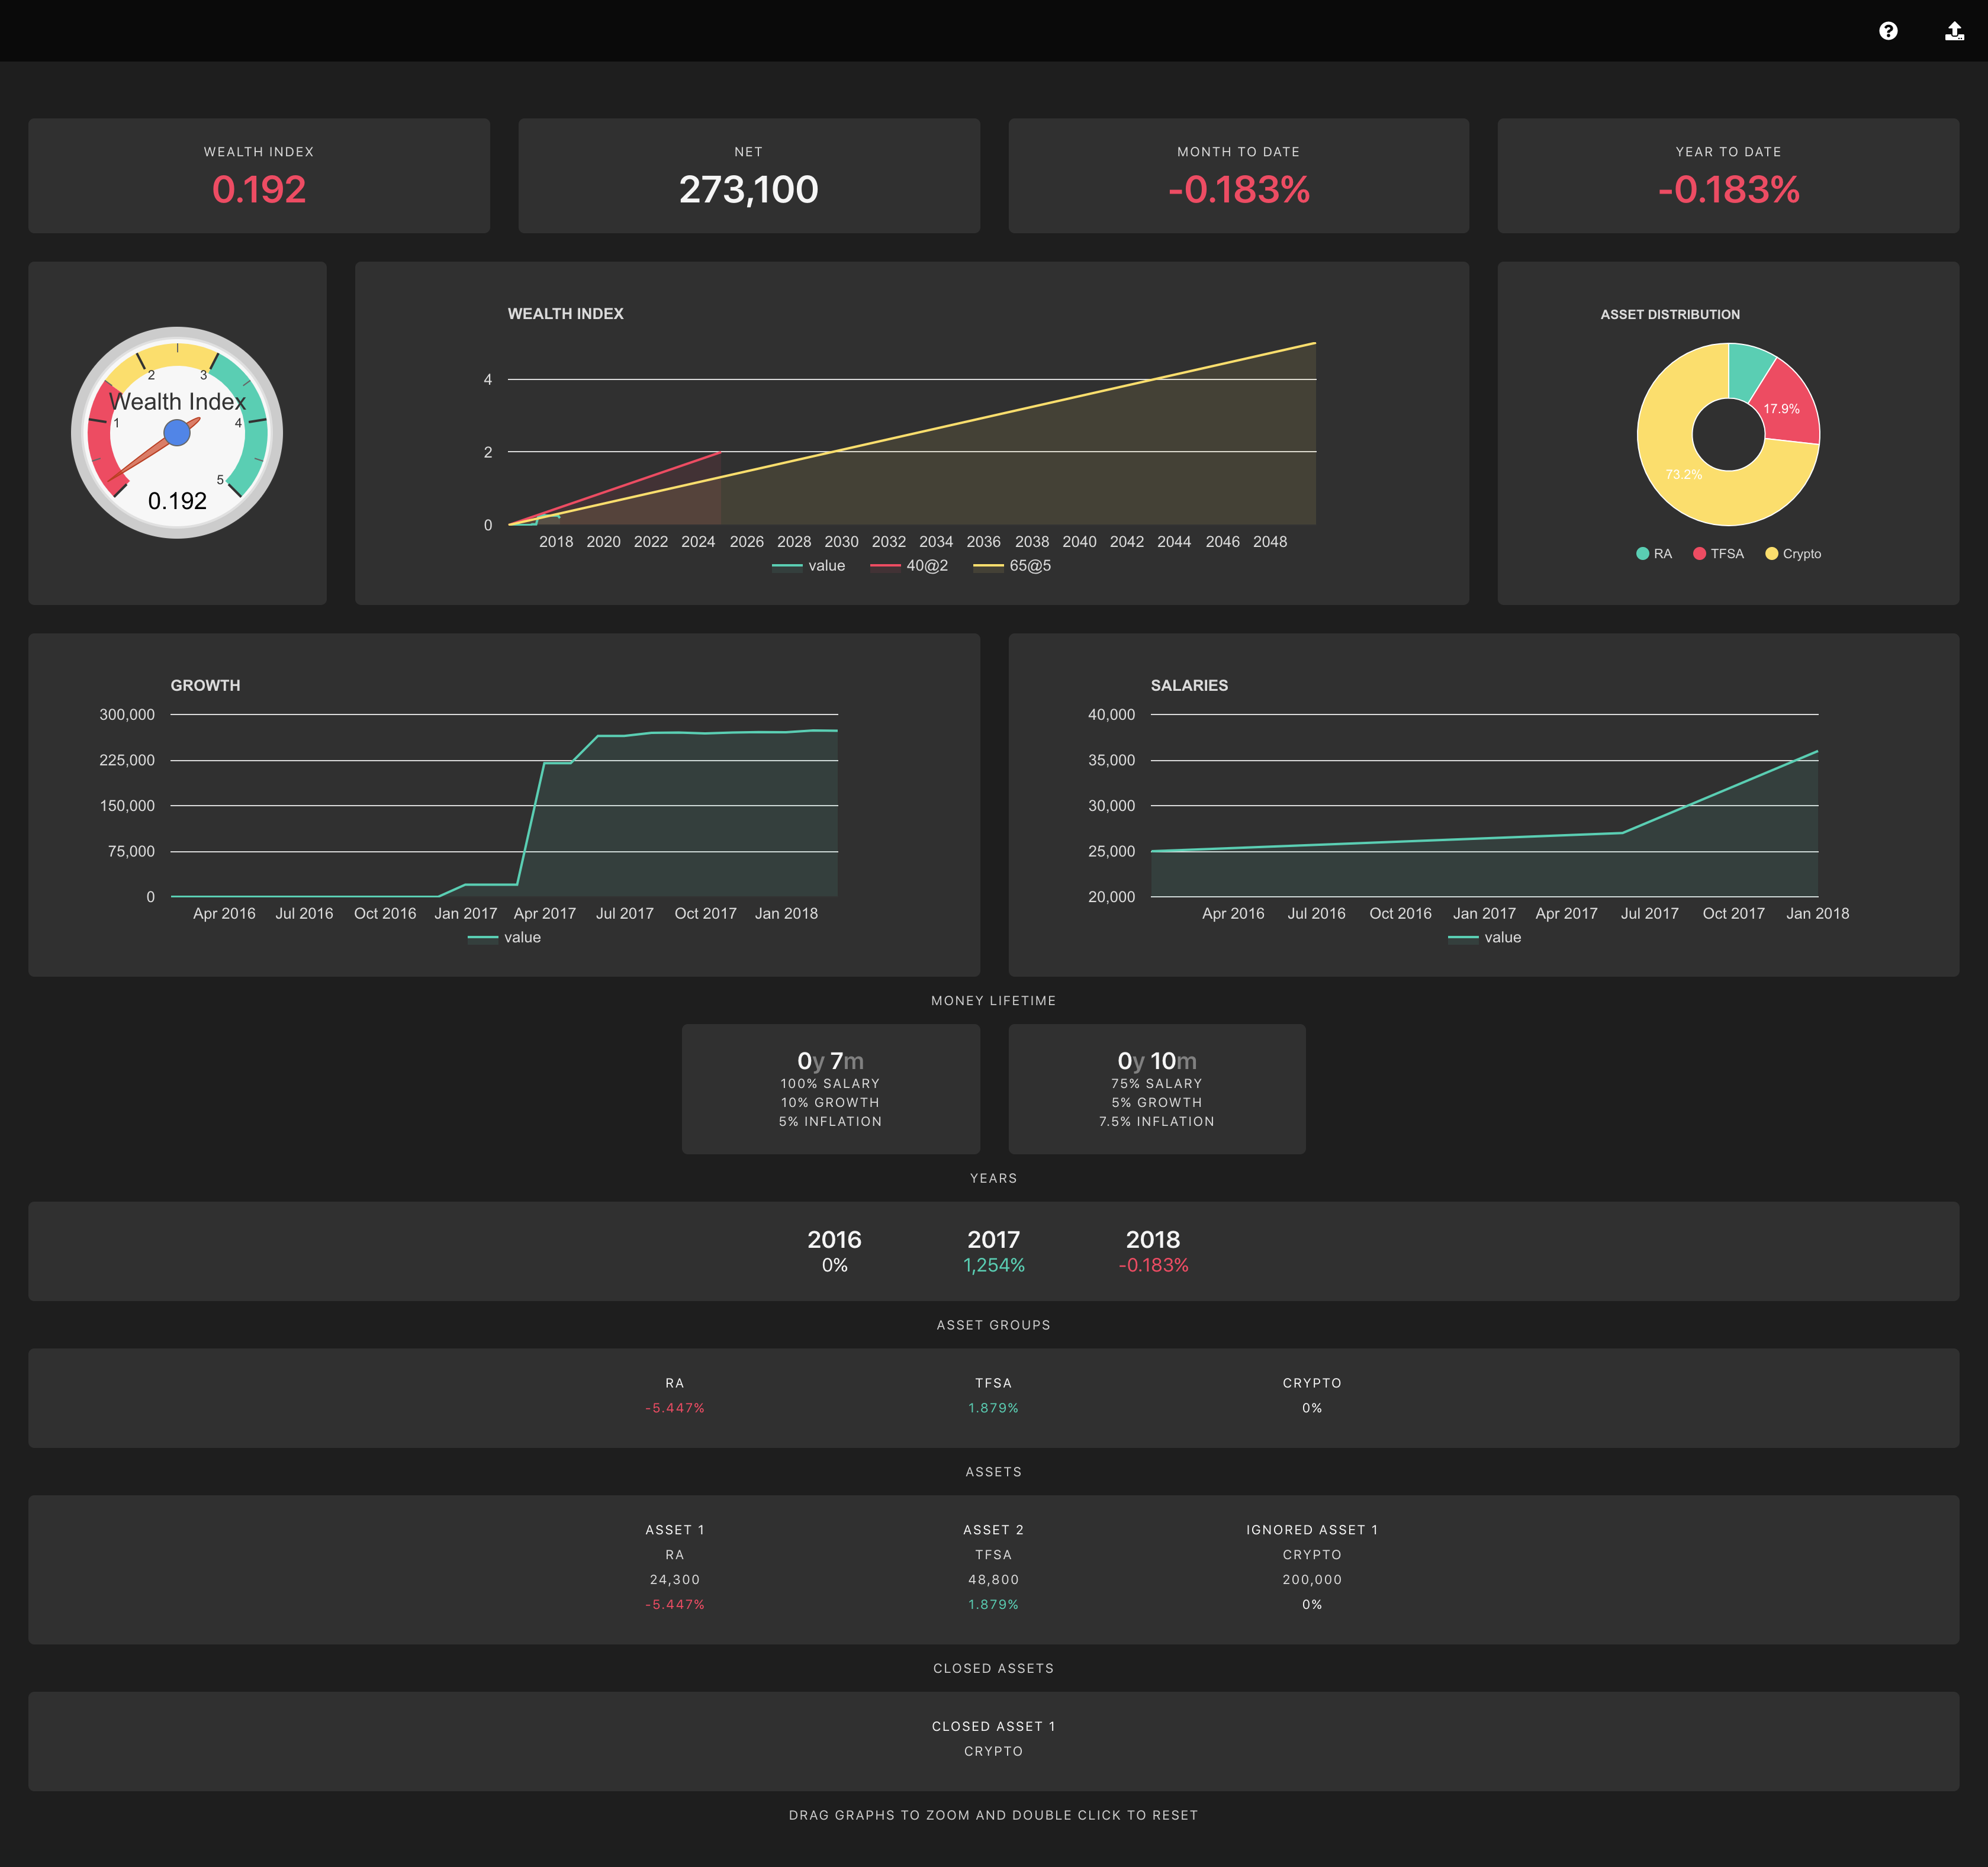 WEALTH INDEX
0.192
NET
273,100
MONTH TO DATE
-0.183%
YEAR TO DATE
-0.183%
1
2
3
4
5
Wealth Index
0.192
WEALTH INDEX
4
2
0
2018 2020 2022 2024 2026 2028 2030 2032 2034 2036 2038 2040 2042 2044 2046 2048
value 40@2 65@5
ASSET DISTRIBUTION
17.9%
73.2%
RA TFSA Crypto
GROWTH
300,000
225,000
150,000
75,000
0
Apr 2016 Jul 2016 Oct 2016 Jan 2017 Apr 2017 Jul 2017 Oct 2017 Jan 2018
value
SALARIES
40,000
35,000
30,000
25,000
20,000
Apr 2016 Jul 2016 Oct 2016 Jan 2017 Apr 2017 Jul 2017 Oct 2017 Jan 2018
value
MONEY LIFETIME
0y 7m
100% SALARY
10% GROWTH
5% INFLATION
0y 10m
75% SALARY
5% GROWTH
7.5% INFLATION
YEARS
2016 2017 2018
0% 1,254% -0.183%
ASSET GROUPS
RA TFSA CRYPTO
-5.447% 1.879% 0%
ASSETS
ASSET 1 ASSET 2 IGNORED ASSET 1
RA TFSA CRYPTO
24,300 48,800 200,000
-5.447% 1.879% 0%
CLOSED ASSETS
CLOSED ASSET 1
CRYPTO
DRAG GRAPHS TO ZOOM AND DOUBLE CLICK TO RESET